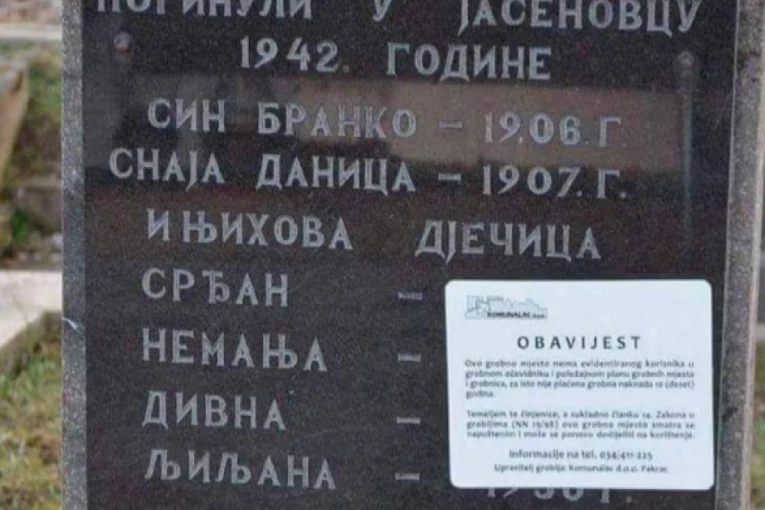 ПОГИНУЛИ У ЈАСЕНОВЦУ
1942. ГОДИНЕ
СИН БРАНКО – 1906. Г.
СНАЈА ДАНИЦА – 1907. Г.
И ЊИХОВА ДЈЕЧИЦА
СРЂАН –
НЕМАЊА –
ДИВНА –
ЉИЉАНА –
KOMUNALAC d.o.o.
OBAVIJEST
Ovo grobno mjesto nema evidentiranog korisnika u
grobnom očevidniku i položajnom planu grobnih mjesta
i grobnica, za isto nije plaćena grobna naknada 10 (deset)
godina.
Temeljem te činjenice, a sukladno članku 14. Zakona o
grobljima (NN 19/98) ovo grobno mjesto smatra se
napuštenim i može se ponovo dodijeliti na korištenje.
Informacije na tel. 034/411-225
Upravitelj groblja: Komunalac d.o.o. Pakrac